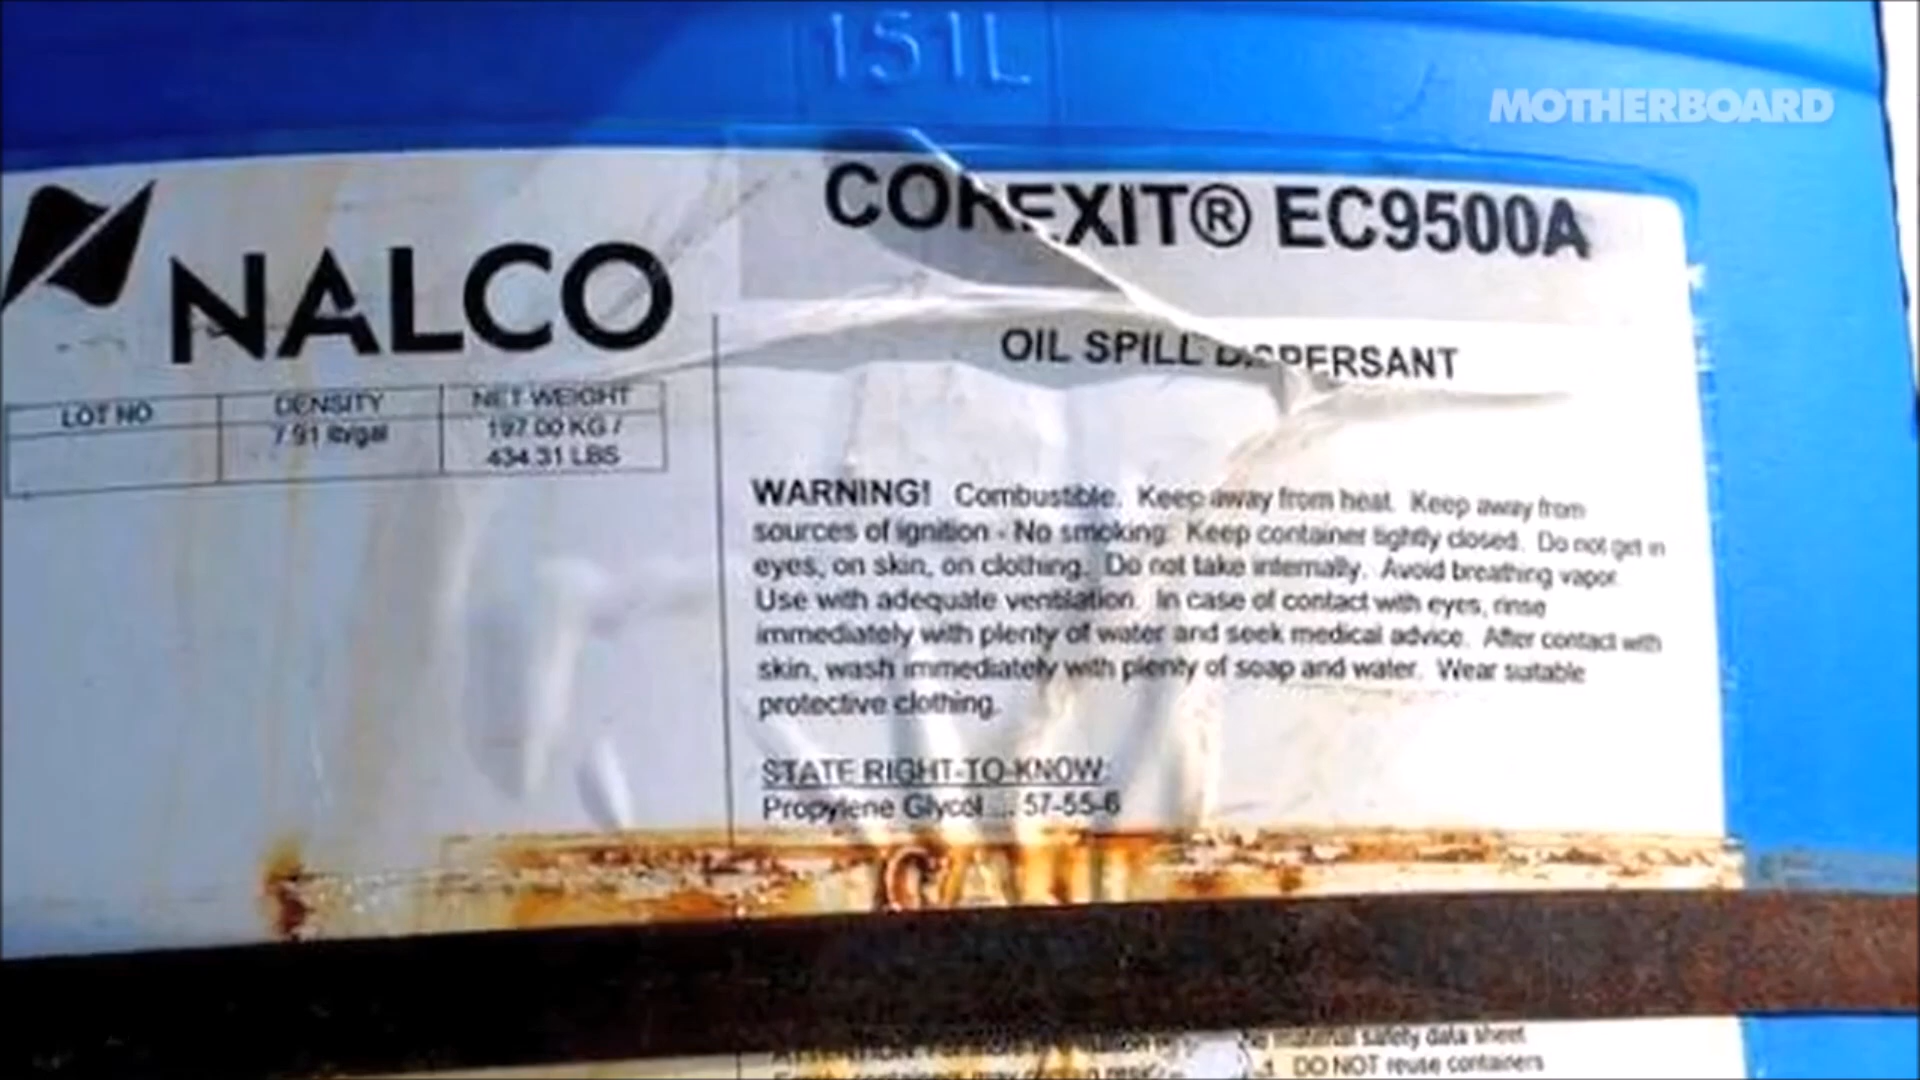 151L
MOTHERBOARD
NALCO
COREXIT® EC9500A
OIL SPILL DISPERSANT
LOT NO DENSITY NET WEIGHT
7.91 lb/gal 197.00 KG /
434.31 LBS
WARNING! Combustible. Keep away from heat. Keep away from
sources of ignition - No smoking. Keep container tightly closed. Do not get in
eyes, on skin, on clothing. Do not take internally. Avoid breathing vapor.
Use with adequate ventilation. In case of contact with eyes, rinse
immediately with plenty of water and seek medical advice. After contact with
skin, wash immediately with plenty of soap and water. Wear suitable
protective clothing.
STATE RIGHT-TO-KNOW:
Propylene Glycol ... 57-55-6
material safety data sheet
DO NOT reuse containers